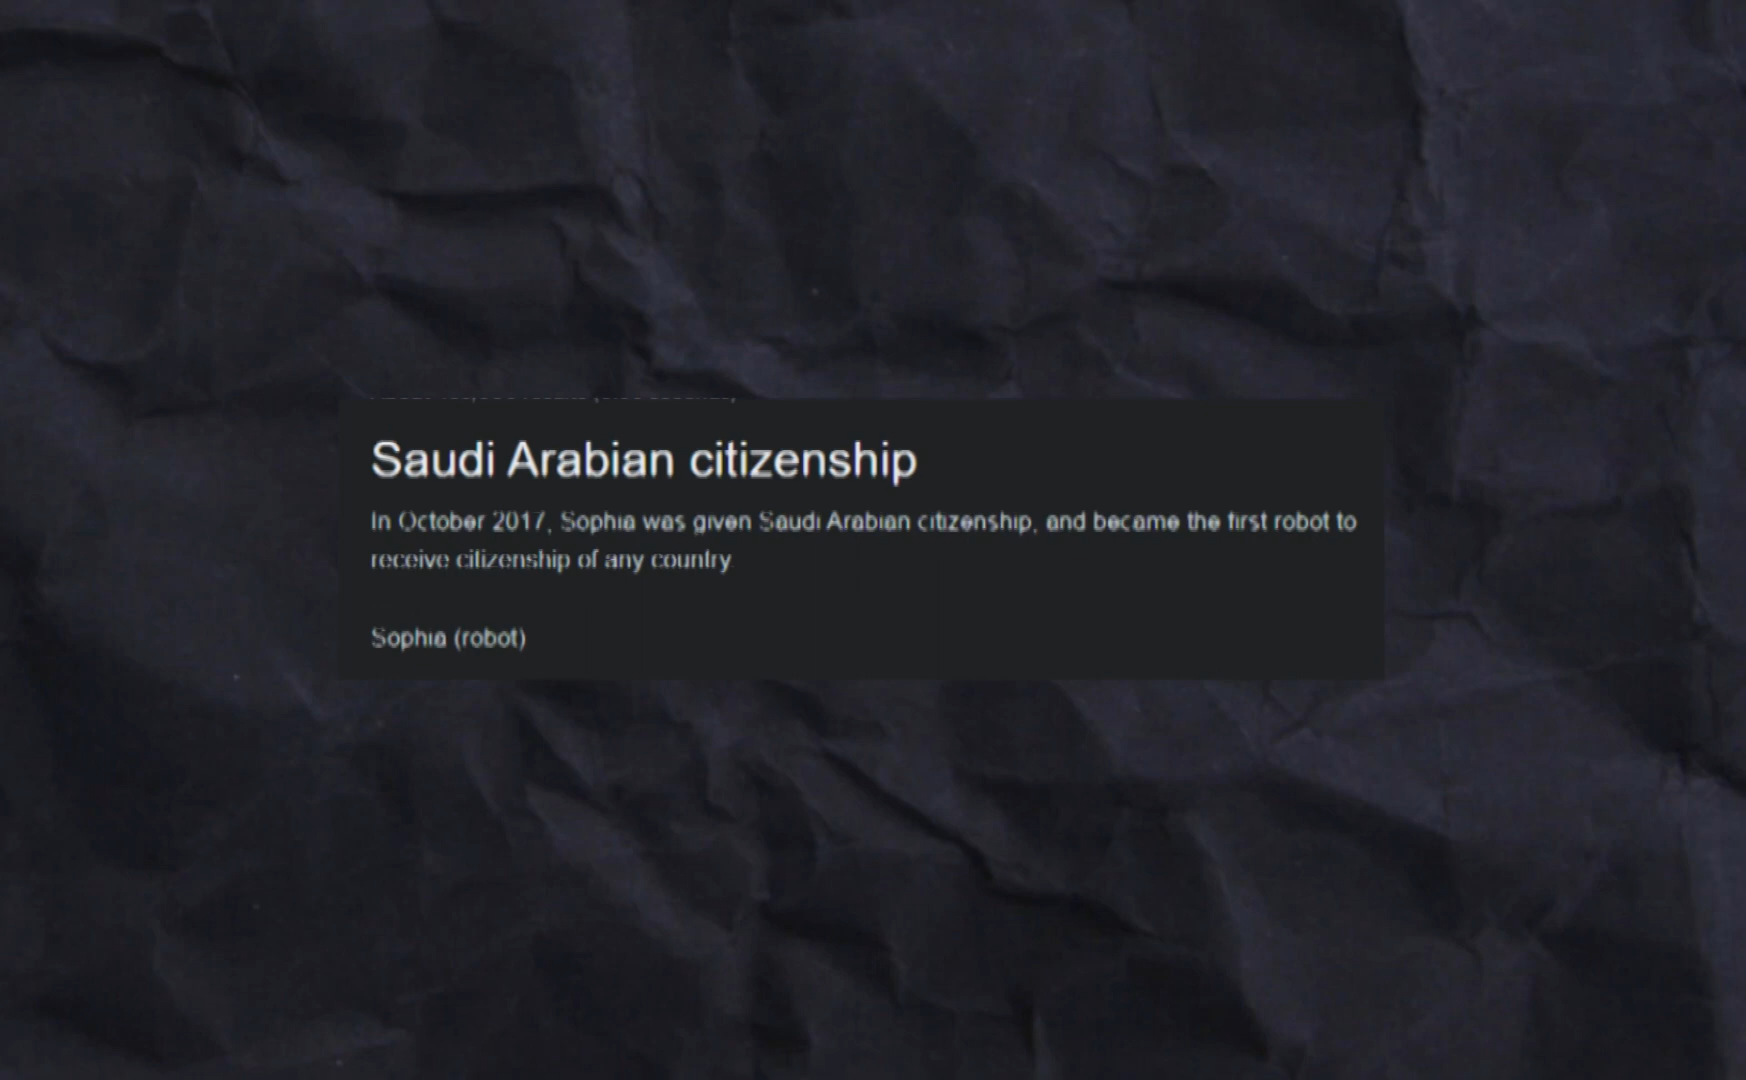 Saudi Arabian citizenship
In October 2017, Sophia was given Saudi Arabian citizenship, and became the first robot to
receive citizenship of any country
Sophia (robot)